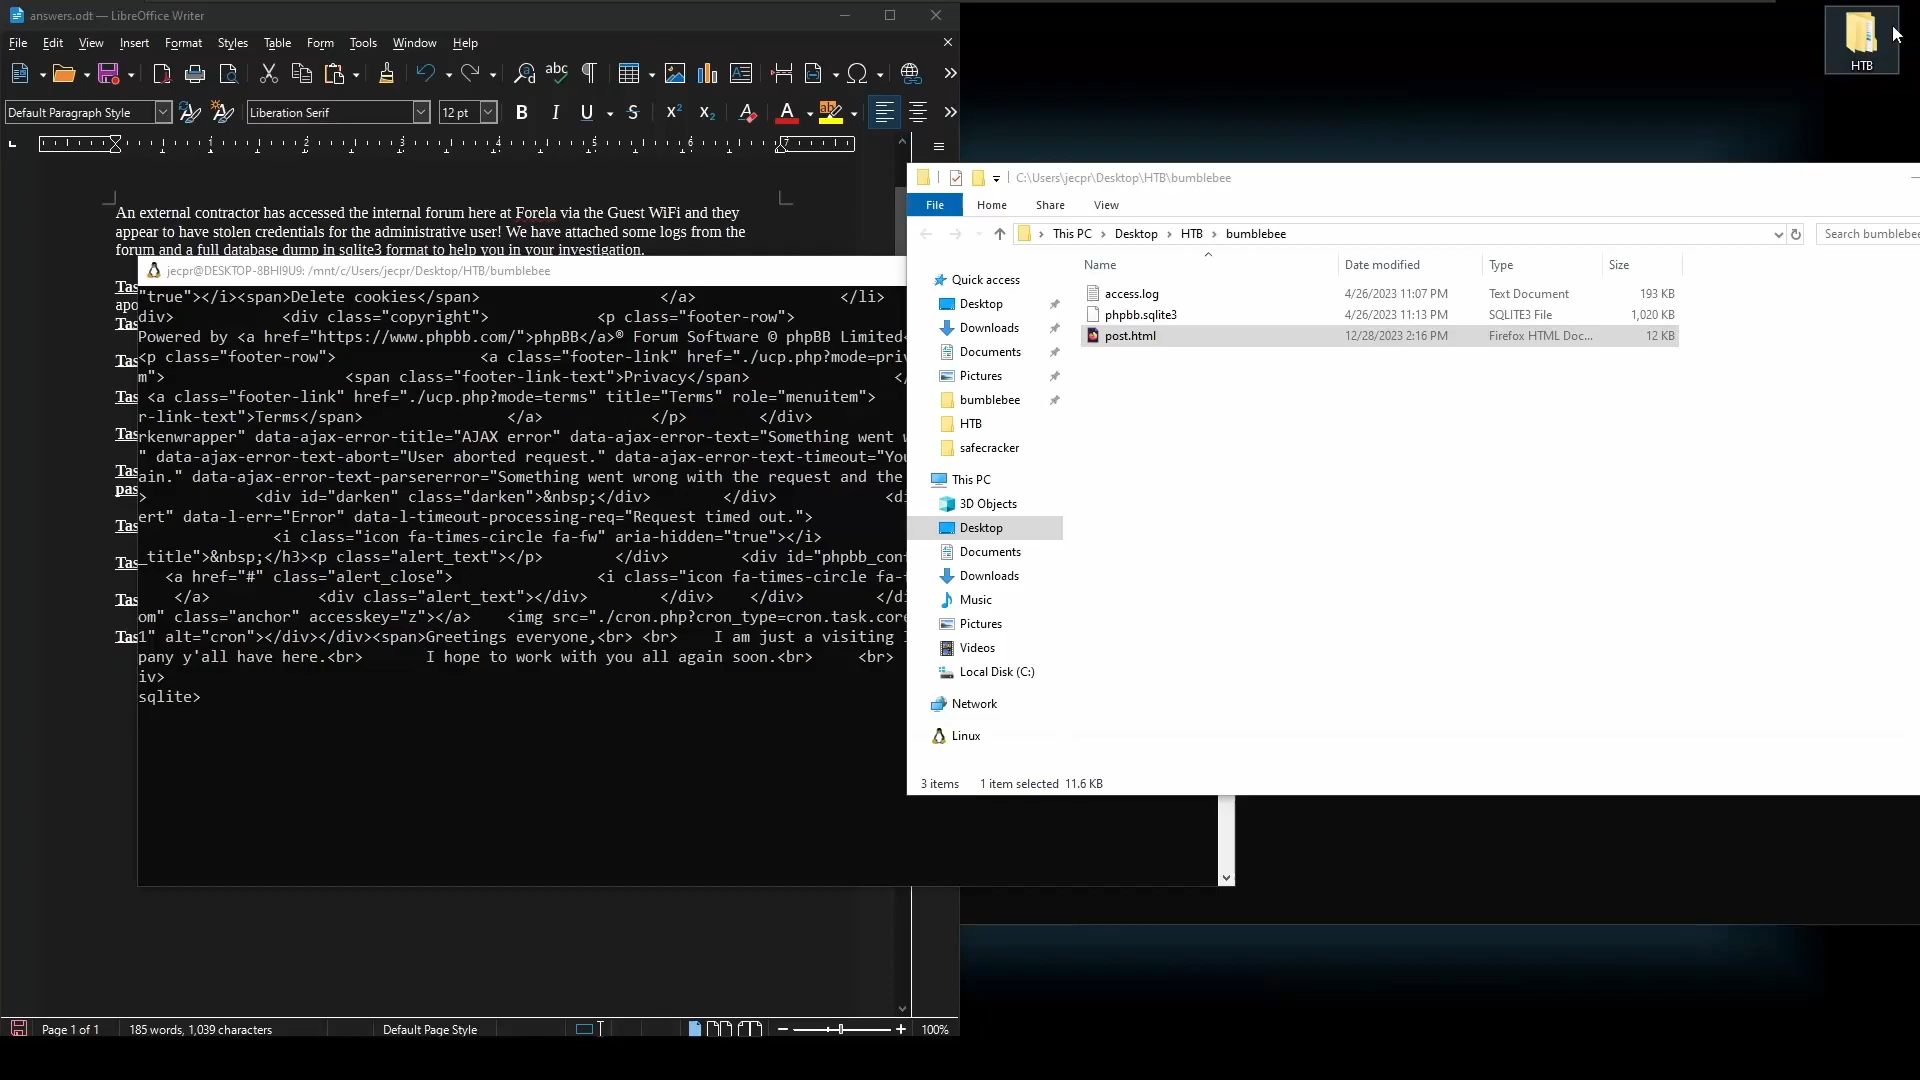 answers.odt — LibreOffice Writer
File Edit View Insert Format Styles Table Form Tools Window Help
Default Paragraph Style Liberation Serif 12 pt
An external contractor has accessed the internal forum here at Forela via the Guest WiFi and they
appear to have stolen credentials for the administrative user! We have attached some logs from the
forum and a full database dump in sqlite3 format to help you in your investigation.
jecpr@DESKTOP-8BHI9U9: /mnt/c/Users/jecpr/Desktop/HTB/bumblebee
"true"></i><span>Delete cookies</span> </a> </li>
div> <div class="copyright"> <p class="footer-row">
Powered by <a href="https://www.phpbb.com/">phpBB</a>® Forum Software © phpBB Limited<
<p class="footer-row"> <a class="footer-link" href="./ucp.php?mode=priv
m"> <span class="footer-link-text">Privacy</span> </
<a class="footer-link" href="./ucp.php?mode=terms" title="Terms" role="menuitem">
r-link-text">Terms</span> </a> </p> </div>
rkenwrapper" data-ajax-error-title="AJAX error" data-ajax-error-text="Something went w
" data-ajax-error-text-abort="User aborted request." data-ajax-error-text-timeout="You
ain." data-ajax-error-text-parsererror="Something went wrong with the request and the
> <div id="darken" class="darken">&nbsp;</div> </div> <di
ert" data-l-err="Error" data-l-timeout-processing-req="Request timed out.">
<i class="icon fa-times-circle fa-fw" aria-hidden="true"></i>
_title">&nbsp;</h3><p class="alert_text"></p> </div> <div id="phpbb_conf
<a href="#" class="alert_close"> <i class="icon fa-times-circle fa-f
</a> <div class="alert_text"></div> </div> </div> </di
om" class="anchor" accesskey="z"></a> <img src="./cron.php?cron_type=cron.task.core
1" alt="cron"></div></div><span>Greetings everyone,<br> <br> I am just a visiting I
pany y'all have here.<br> I hope to work with you all again soon.<br> <br>
iv>
sqlite>
Tas
apo
Tas
Tas
Tas
Tas
Tas
pas
Tas
Tas
Tas
Tas
Page 1 of 1 185 words, 1,039 characters Default Page Style 100%
HTB
C:\Users\jecpr\Desktop\HTB\bumblebee
File Home Share View
This PC Desktop HTB bumblebee Search bumblebee
Name Date modified Type Size
access.log 4/26/2023 11:07 PM Text Document 193 KB
phpbb.sqlite3 4/26/2023 11:13 PM SQLITE3 File 1,020 KB
post.html 12/28/2023 2:16 PM Firefox HTML Doc... 12 KB
Quick access
Desktop
Downloads
Documents
Pictures
bumblebee
HTB
safecracker
This PC
3D Objects
Desktop
Documents
Downloads
Music
Pictures
Videos
Local Disk (C:)
Network
Linux
3 items 1 item selected 11.6 KB